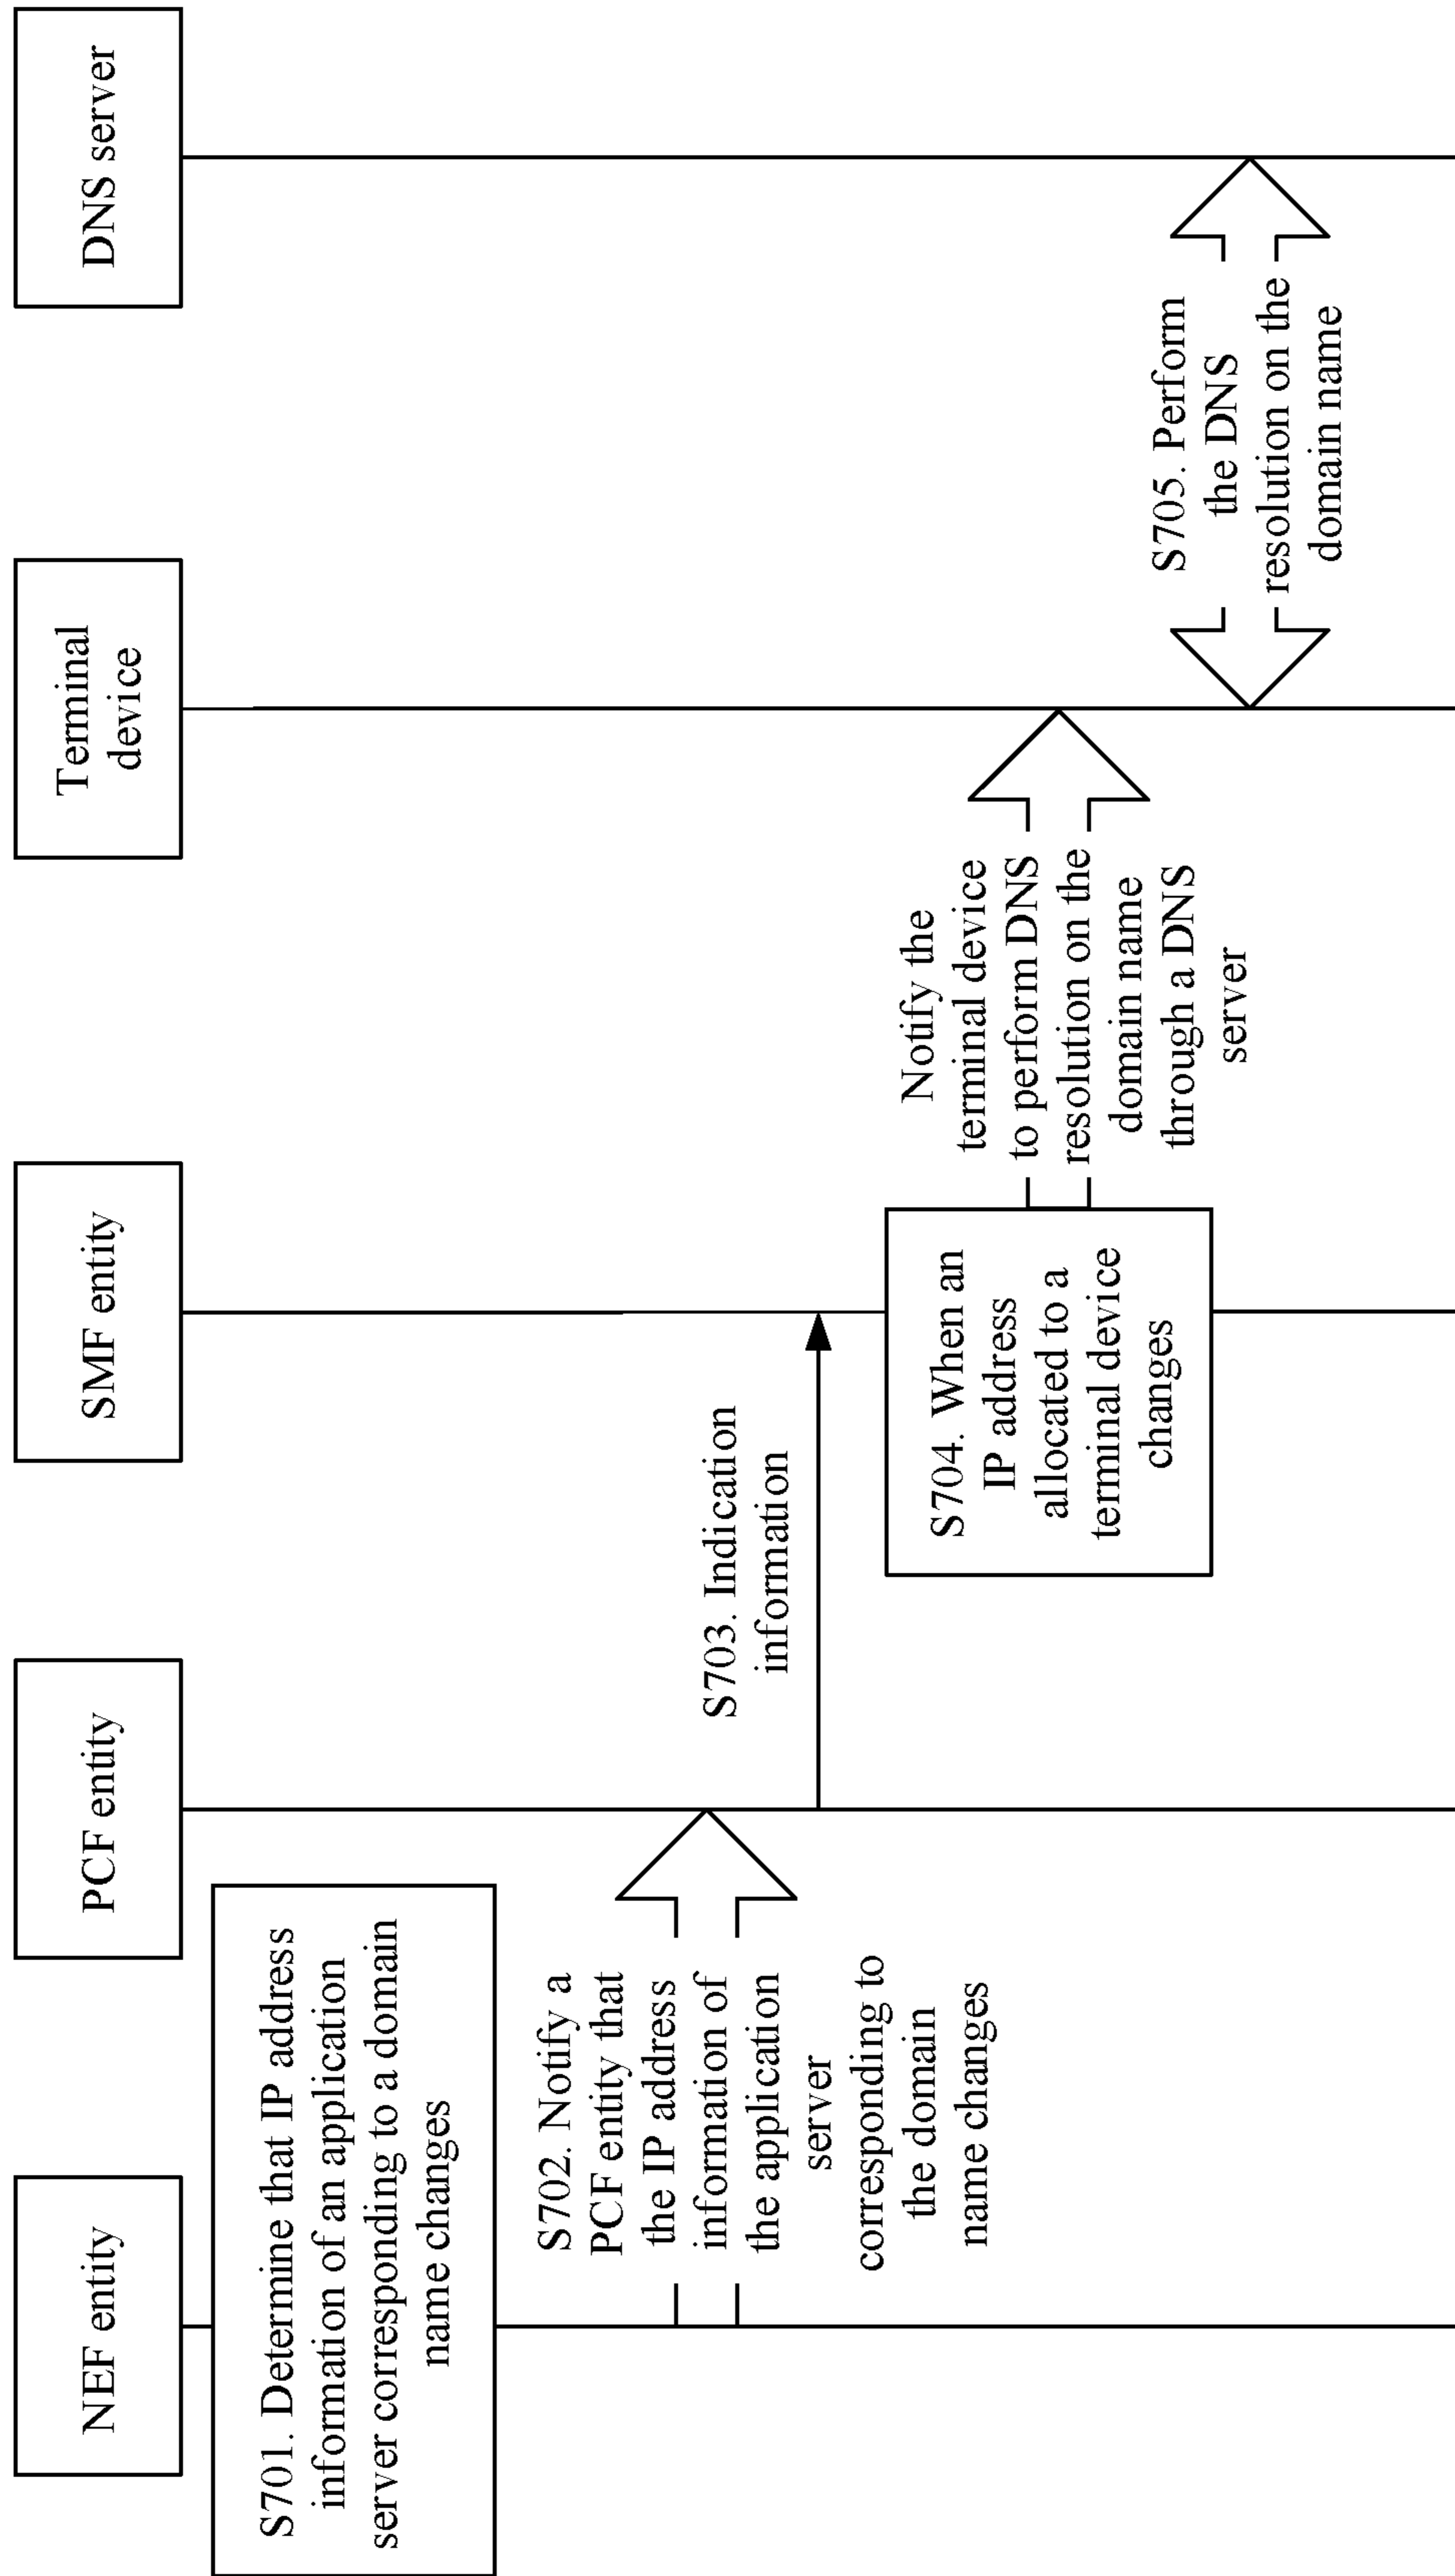 NEF entity
PCF entity
SMF entity
Terminal
device
DNS server
S701. Determine that IP address
information of an application
server corresponding to a domain
name changes
S702. Notify a
PCF entity that
the IP address
information of
the application
server
corresponding to
the domain
name changes
S703. Indication
information
S704. When an
IP address
allocated to a
terminal device
changes
Notify the
terminal device
to perform DNS
resolution on the
domain name
through a DNS
server
S705. Perform
the DNS
resolution on the
domain name